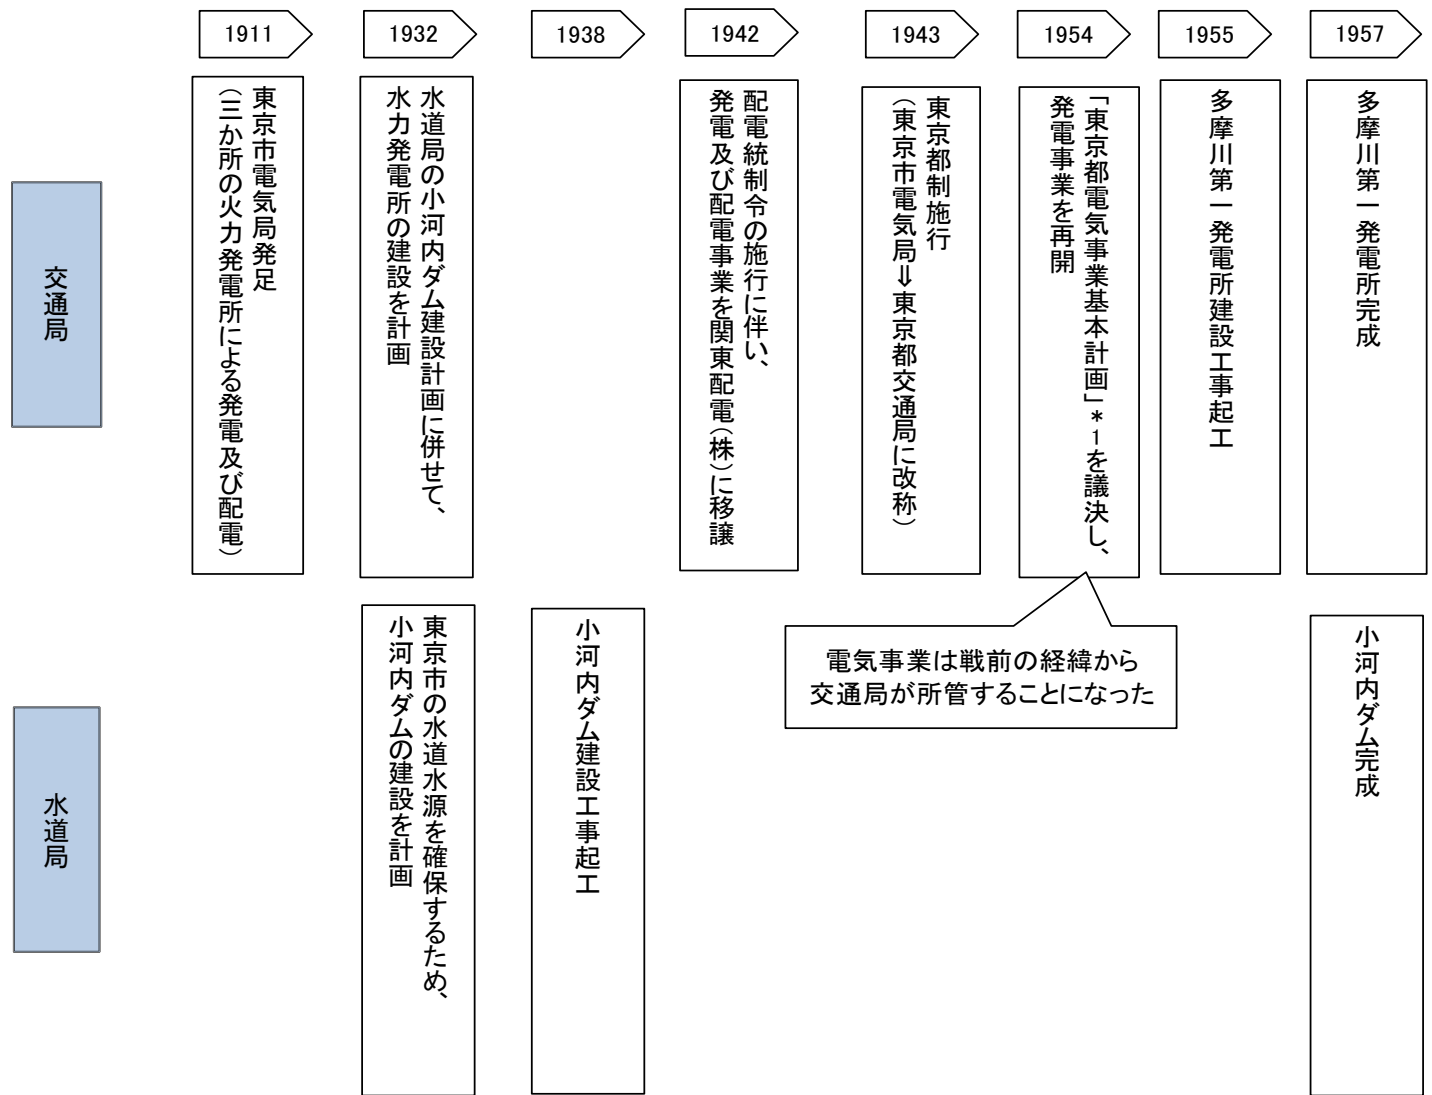 1911
1932
1938
1942
1943
1954
1955
1957
交通局
東京市電気局発足
（三か所の火力発電所による発電及び配電）
水道局の小河内ダム建設計画に併せて、
水力発電所の建設を計画
配電統制令の施行に伴い、
発電及び配電事業を関東配電（株）に移譲
東京都制施行
（東京市電気局⇒東京都交通局に改称）
「東京都電気事業基本計画」*1を議決し、
発電事業を再開
多摩川第一発電所建設工事起工
多摩川第一発電所完成
電気事業は戦前の経緯から
交通局が所管することになった
水道局
東京市の水道水源を確保するため、
小河内ダムの建設を計画
小河内ダム建設工事起工
小河内ダム完成